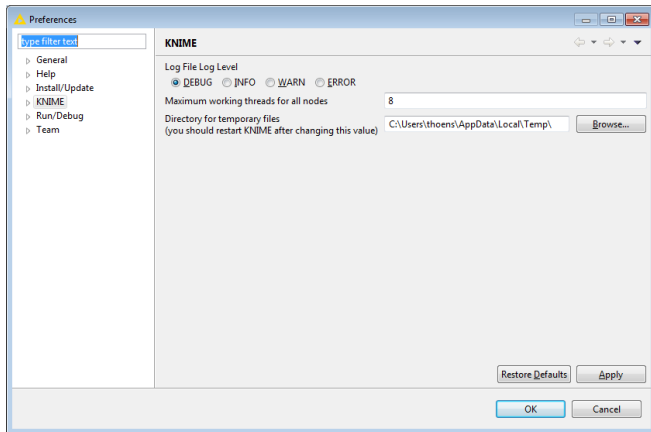 Preferences
type filter text
General
Help
Install/Update
KNIME
Run/Debug
Team
KNIME
Log File Log Level
DEBUG INFO WARN ERROR
Maximum working threads for all nodes 8
Directory for temporary files
(you should restart KNIME after changing this value) C:\Users\thoens\AppData\Local\Temp\ Browse...
Restore Defaults Apply
OK Cancel